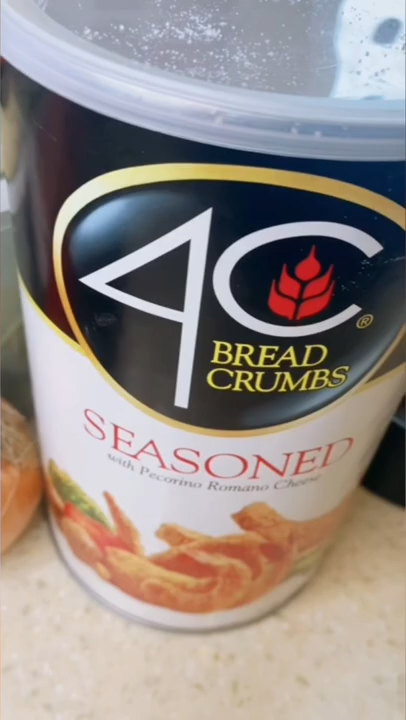 4C®
BREAD
CRUMBS
SEASONED
with Pecorino Romano Cheese